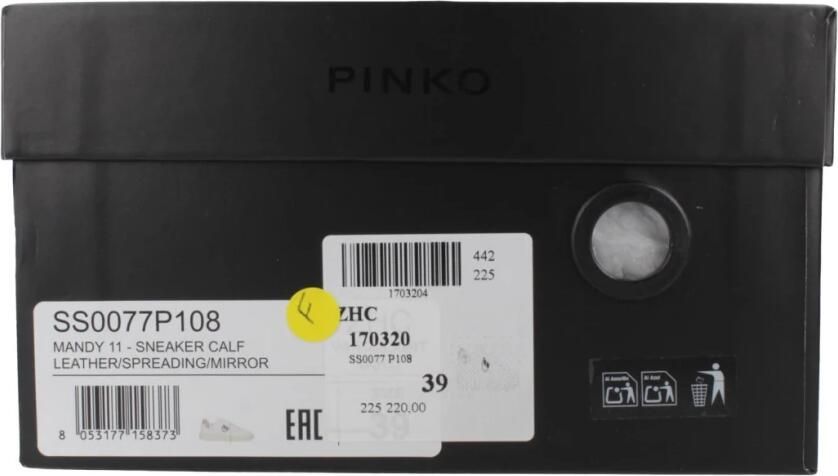 PINKO
442
225
1703204
ZHC
170320
SS0077 P108
39
225 220,00
SS0077P108
MANDY 11 - SNEAKER CALF
LEATHER/SPREADING/MIRROR
8 053177 158373
EAC
39